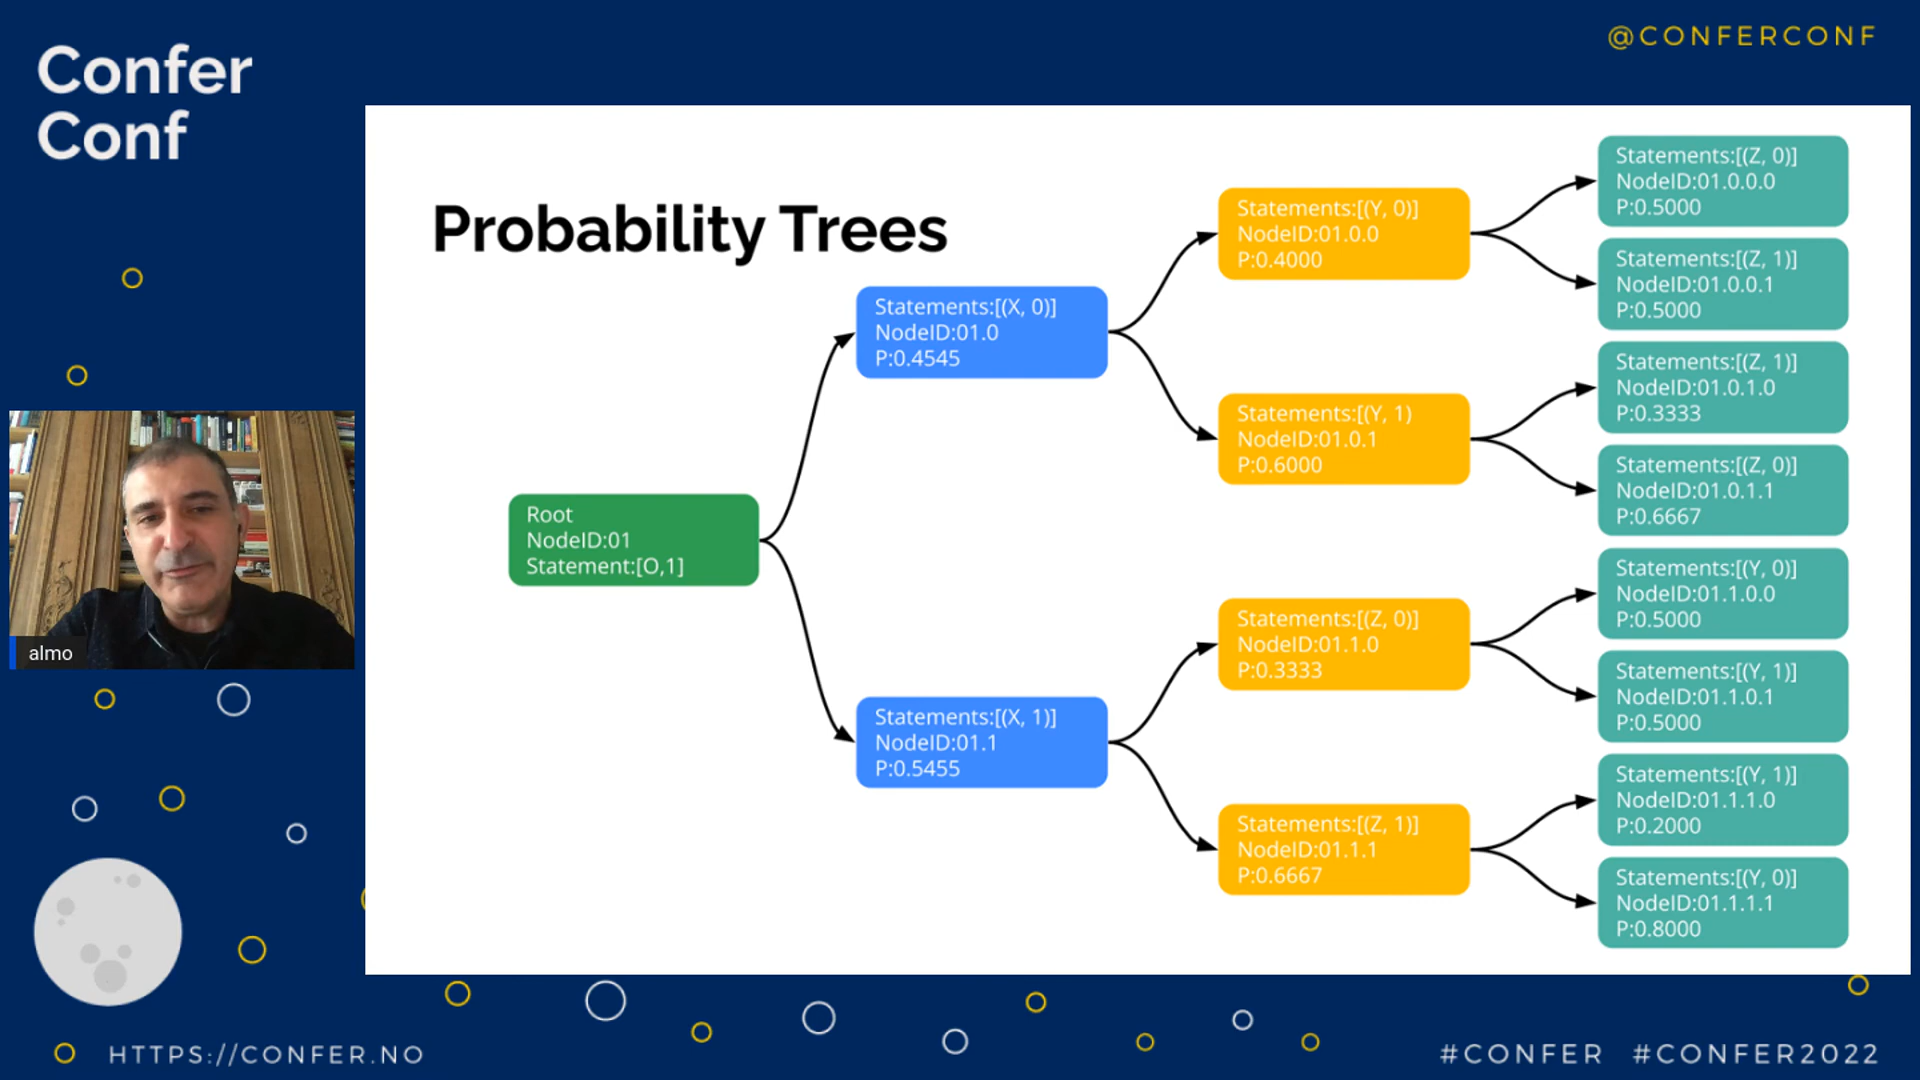 Confer
Conf
@CONFERCONF
Probability Trees
Root
NodeID:01
Statement:[O,1]
Statements:[(X, 0)]
NodeID:01.0
P:0.4545
Statements:[(X, 1)]
NodeID:01.1
P:0.5455
Statements:[(Y, 0)]
NodeID:01.0.0
P:0.4000
Statements:[(Y, 1)
NodeID:01.0.1
P:0.6000
Statements:[(Z, 0)]
NodeID:01.1.0
P:0.3333
Statements:[(Z, 1)]
NodeID:01.1.1
P:0.6667
Statements:[(Z, 0)]
NodeID:01.0.0.0
P:0.5000
Statements:[(Z, 1)]
NodeID:01.0.0.1
P:0.5000
Statements:[(Z, 1)]
NodeID:01.0.1.0
P:0.3333
Statements:[(Z, 0)]
NodeID:01.0.1.1
P:0.6667
Statements:[(Y, 0)]
NodeID:01.1.0.0
P:0.5000
Statements:[(Y, 1)]
NodeID:01.1.0.1
P:0.5000
Statements:[(Y, 1)]
NodeID:01.1.1.0
P:0.2000
Statements:[(Y, 0)]
NodeID:01.1.1.1
P:0.8000
almo
HTTPS://CONFER.NO
#CONFER #CONFER2022